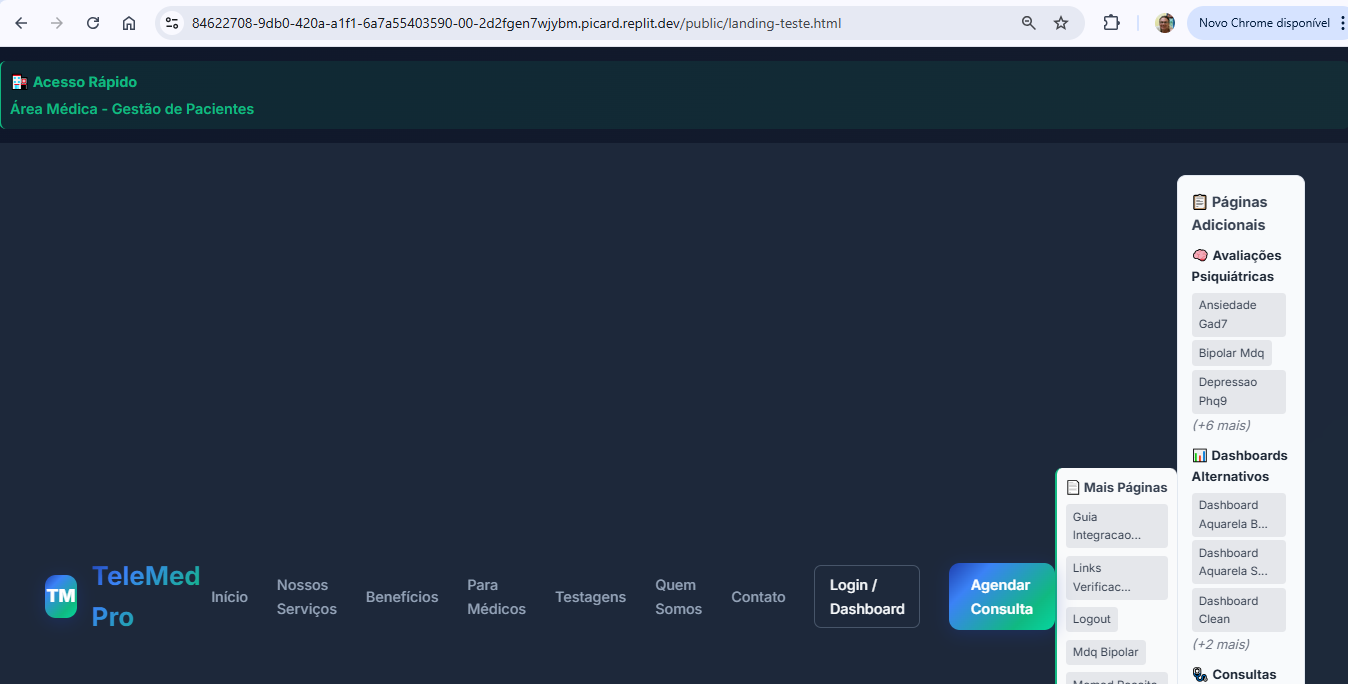 84622708-9db0-420a-a1f1-6a7a55403590-00-2d2fgen7wjybm.picard.replit.dev/public/landing-teste.html
Novo Chrome disponível
Acesso Rápido
Área Médica - Gestão de Pacientes
TM
TeleMed
Pro
Início
Nossos
Serviços
Benefícios
Para
Médicos
Testagens
Quem
Somos
Contato
Login /
Dashboard
Agendar
Consulta
Mais Páginas
Guia
Integracao...
Links
Verificac...
Logout
Mdq Bipolar
Memed Receita
Páginas
Adicionais
Avaliações
Psiquiátricas
Ansiedade
Gad7
Bipolar Mdq
Depressao
Phq9
(+6 mais)
Dashboards
Alternativos
Dashboard
Aquarela B...
Dashboard
Aquarela S...
Dashboard
Clean
(+2 mais)
Consultas